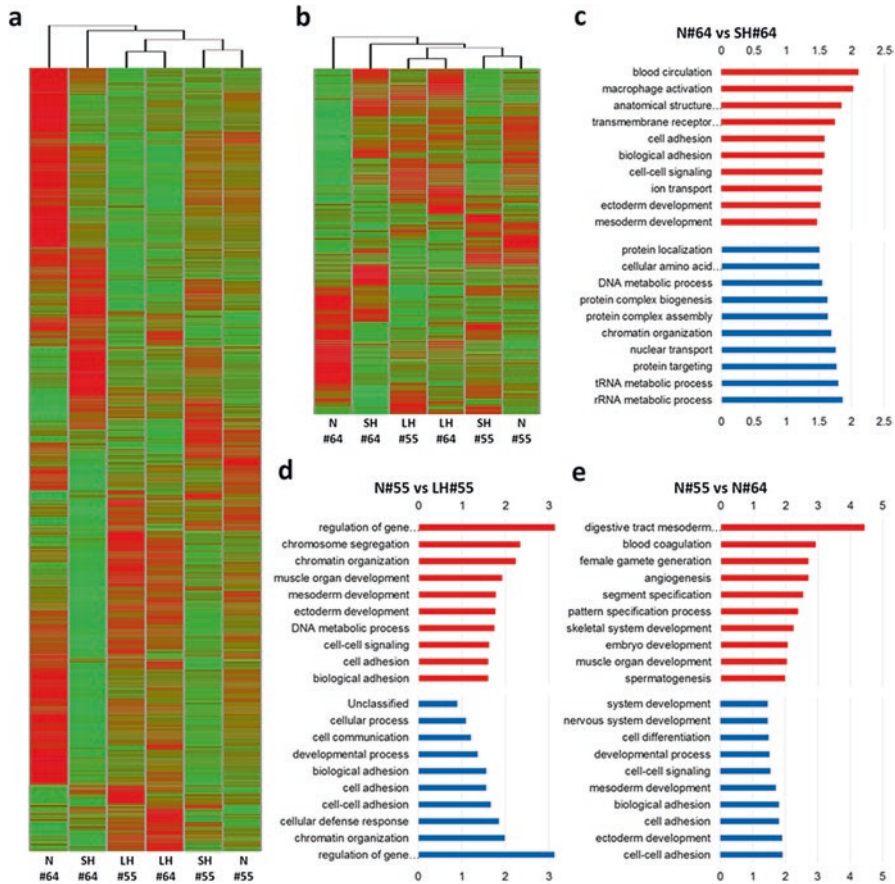 a
b
c
N#64 vs SH#64
0 0.5 1 1.5 2 2.5
blood circulation
macrophage activation
anatomical structure...
transmembrane receptor...
cell adhesion
biological adhesion
cell-cell signaling
ion transport
ectoderm development
mesoderm development
protein localization
cellular amino acid...
DNA metabolic process
protein complex biogenesis
protein complex assembly
chromatin organization
nuclear transport
protein targeting
tRNA metabolic process
rRNA metabolic process
0 0.5 1 1.5 2 2.5
N SH LH LH SH N
#64 #64 #55 #64 #55 #55
d
N#55 vs LH#55
0 1 2 3
regulation of gene...
chromosome segregation
chromatin organization
muscle organ development
mesoderm development
ectoderm development
DNA metabolic process
cell-cell signaling
cell adhesion
biological adhesion
Unclassified
cellular process
cell communication
developmental process
biological adhesion
cell adhesion
cell-cell adhesion
cellular defense response
chromatin organization
regulation of gene...
0 1 2 3
e
N#55 vs N#64
0 1 2 3 4 5
digestive tract mesoderm...
blood coagulation
female gamete generation
angiogenesis
segment specification
pattern specification process
skeletal system development
embryo development
muscle organ development
spermatogenesis
system development
nervous system development
cell differentiation
developmental process
cell-cell signaling
mesoderm development
biological adhesion
cell adhesion
ectoderm development
cell-cell adhesion
0 1 2 3 4 5
N SH LH LH SH N
#64 #64 #55 #64 #55 #55